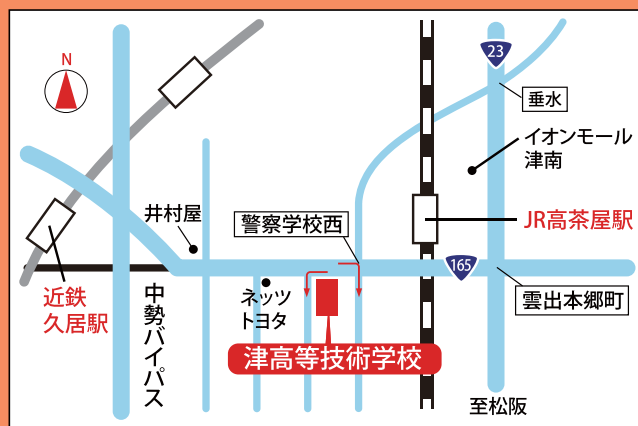 N
23
垂水
イオンモール
津南
井村屋
警察学校西
JR高茶屋駅
165
近鉄
久居駅
中勢バイパス
ネッツ
トヨタ
雲出本郷町
津高等技術学校
至松阪